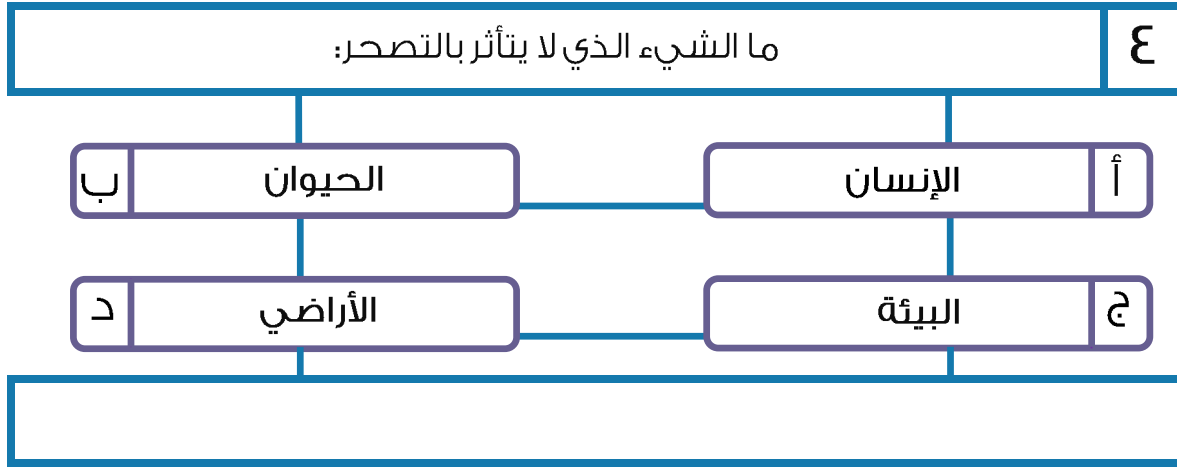 ٤ ما الشيء الذي لا يتأثر بالتصحر:
أ الإنسان
ب الحيوان
ج البيئة
د الأراضي